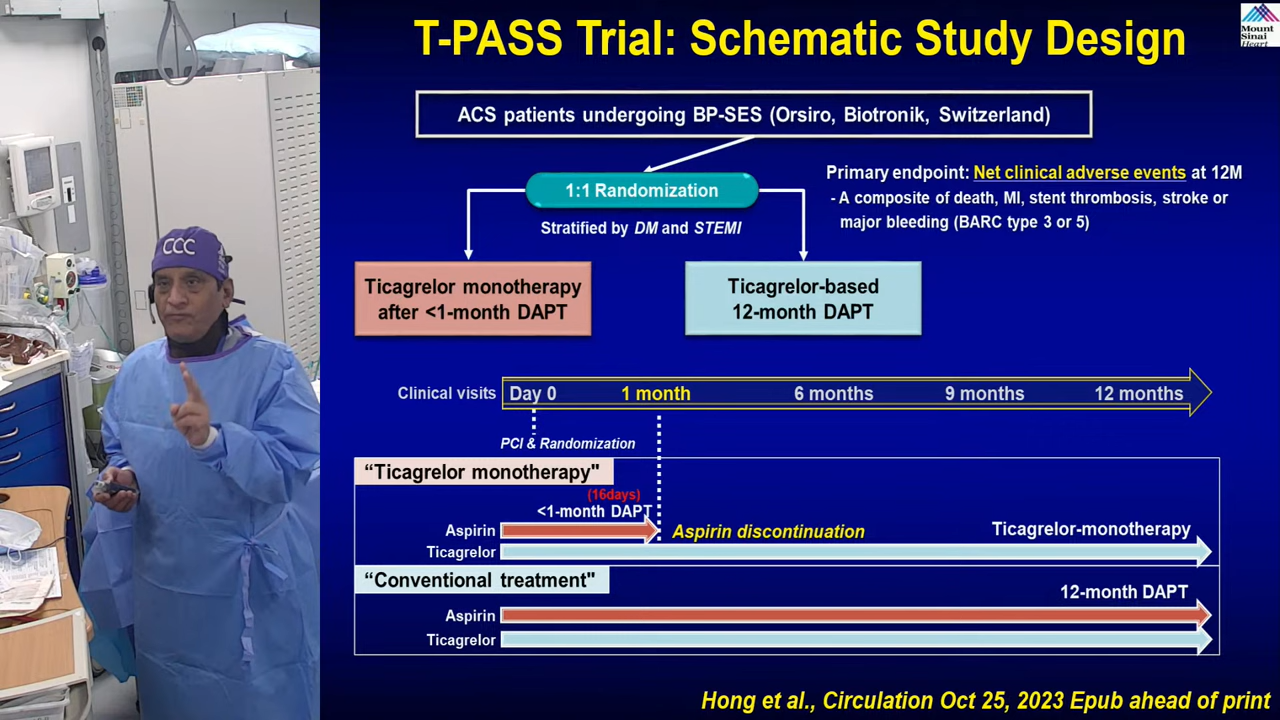 T-PASS Trial: Schematic Study Design
Mount
Sinai
Heart
ACS patients undergoing BP-SES (Orsiro, Biotronik, Switzerland)
1:1 Randomization
Stratified by DM and STEMI
Primary endpoint: Net clinical adverse events at 12M
- A composite of death, MI, stent thrombosis, stroke or
major bleeding (BARC type 3 or 5)
CCC
Ticagrelor monotherapy
after <1-month DAPT
Ticagrelor-based
12-month DAPT
Clinical visits Day 0 1 month 6 months 9 months 12 months
PCI & Randomization
“Ticagrelor monotherapy"
(16days)
<1-month DAPT
Aspirin Aspirin discontinuation Ticagrelor-monotherapy
Ticagrelor
“Conventional treatment"
12-month DAPT
Aspirin
Ticagrelor
Hong et al., Circulation Oct 25, 2023 Epub ahead of print